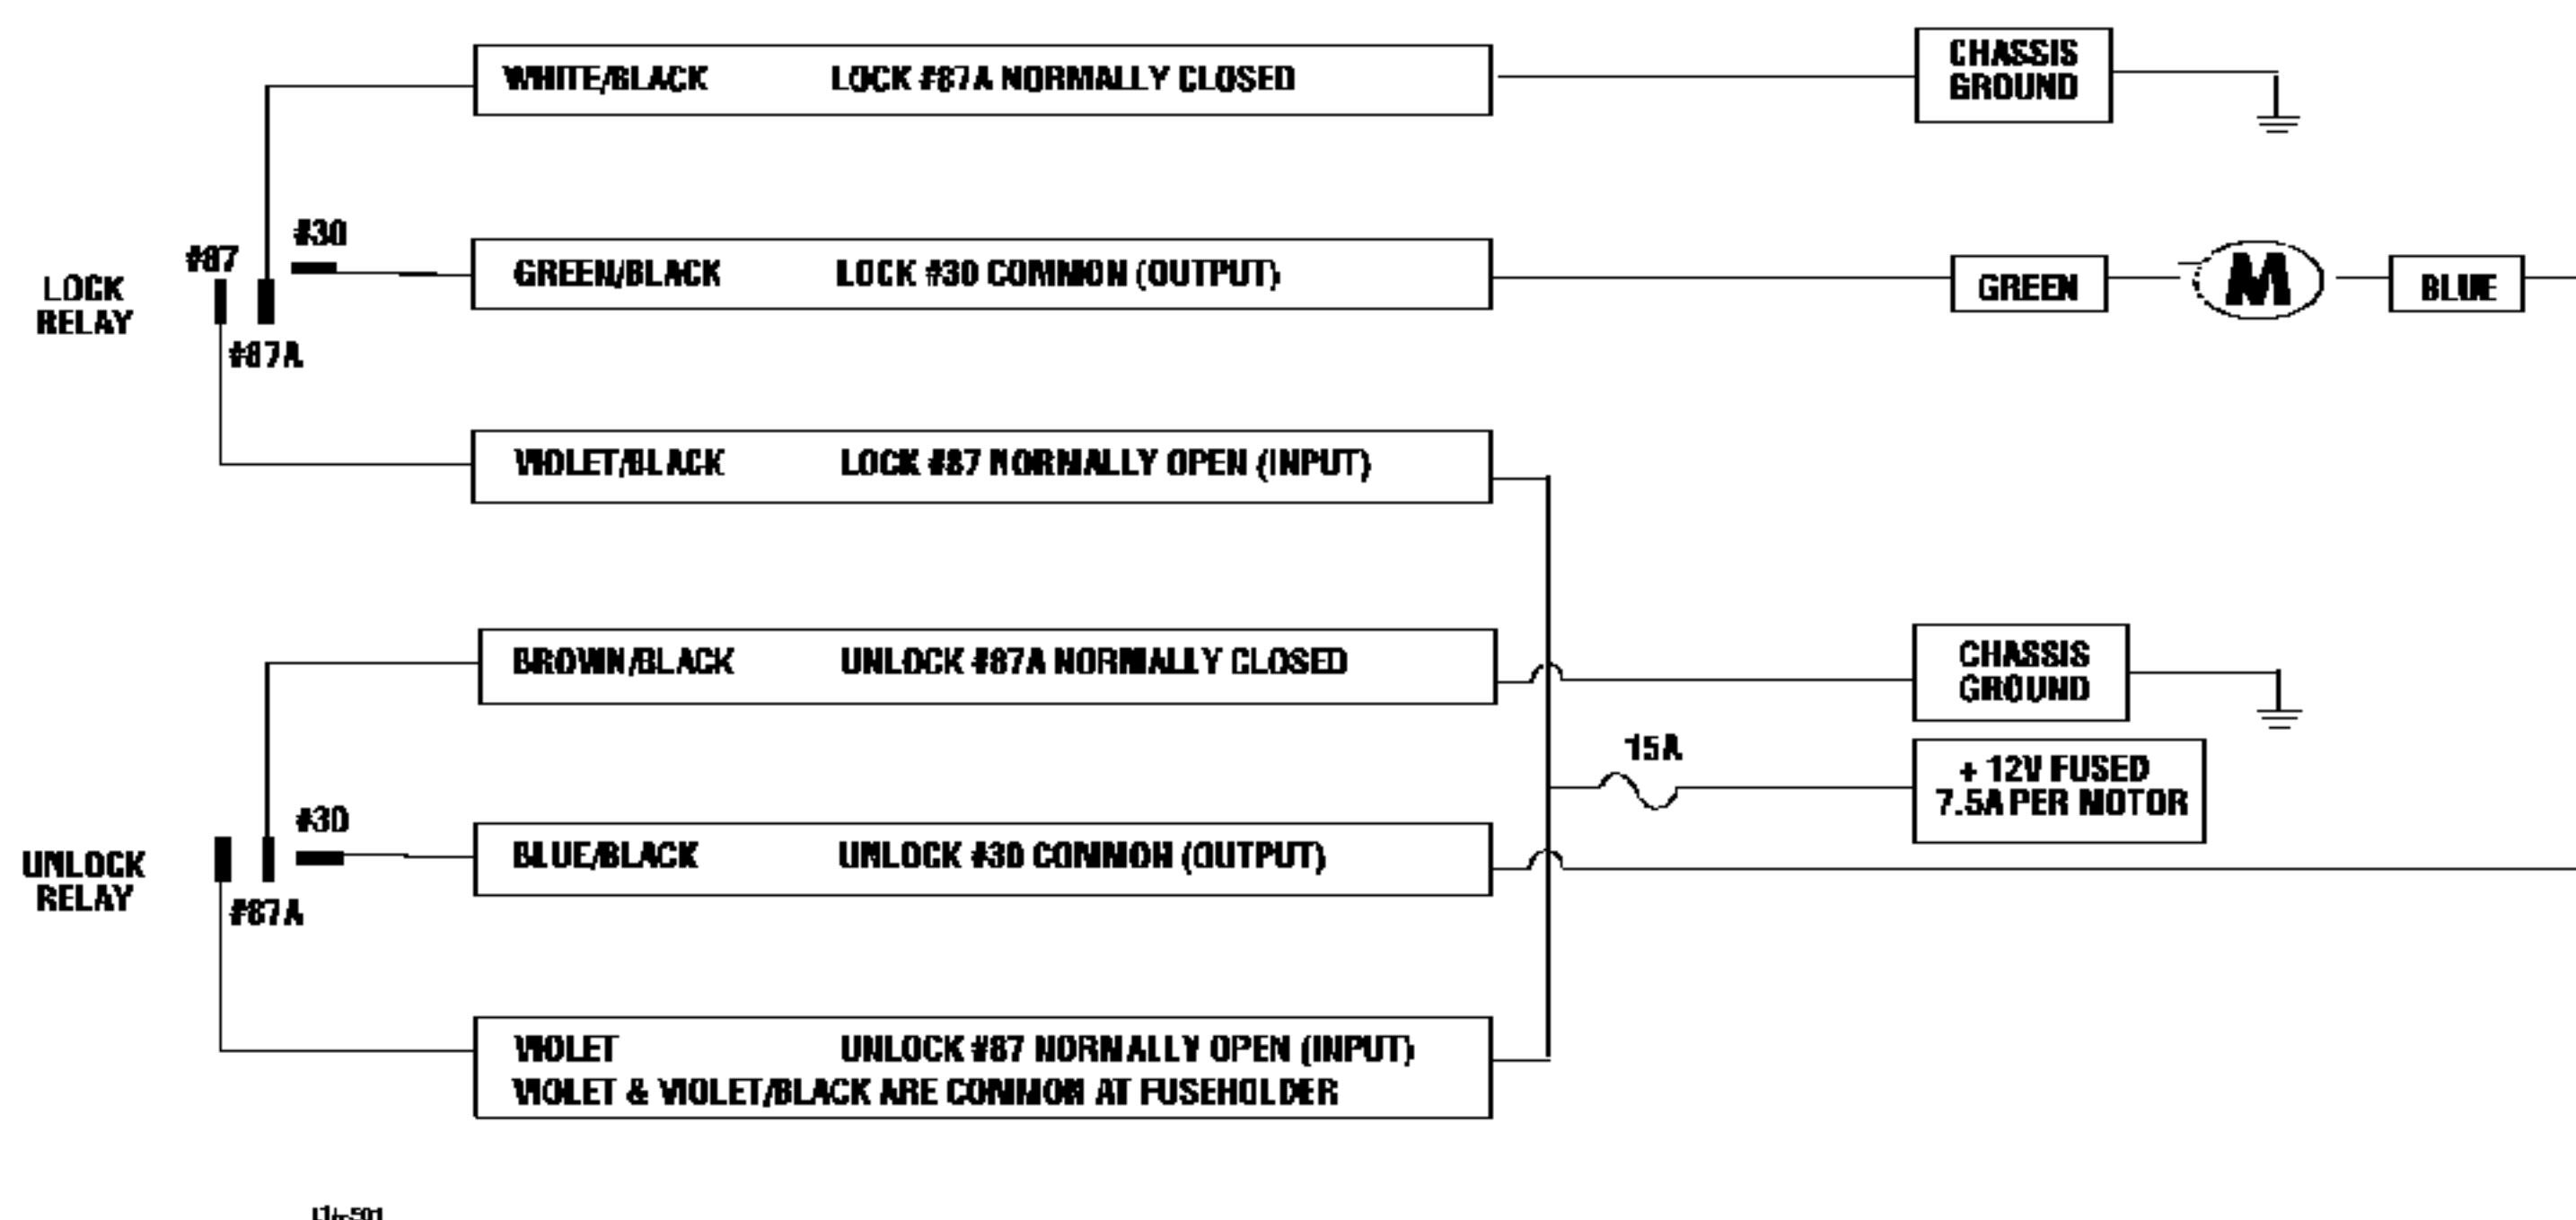 WHITE/BLACK LOCK #87A NORMALLY CLOSED
CHASSIS
GROUND
#30
#87
LOCK
RELAY
#87A
GREEN/BLACK LOCK #30 COMMON (OUTPUT)
GREEN
M
BLUE
VIOLET/BLACK LOCK #87 NORMALLY OPEN (INPUT)
BROWN/BLACK UNLOCK #87A NORMALLY CLOSED
CHASSIS
GROUND
15A
+ 12V FUSED
7.5A PER MOTOR
#30
UNLOCK
RELAY
#87A
BLUE/BLACK UNLOCK #30 COMMON (OUTPUT)
VIOLET UNLOCK #87 NORMALLY OPEN (INPUT)
VIOLET & VIOLET/BLACK ARE COMMON AT FUSEHOLDER